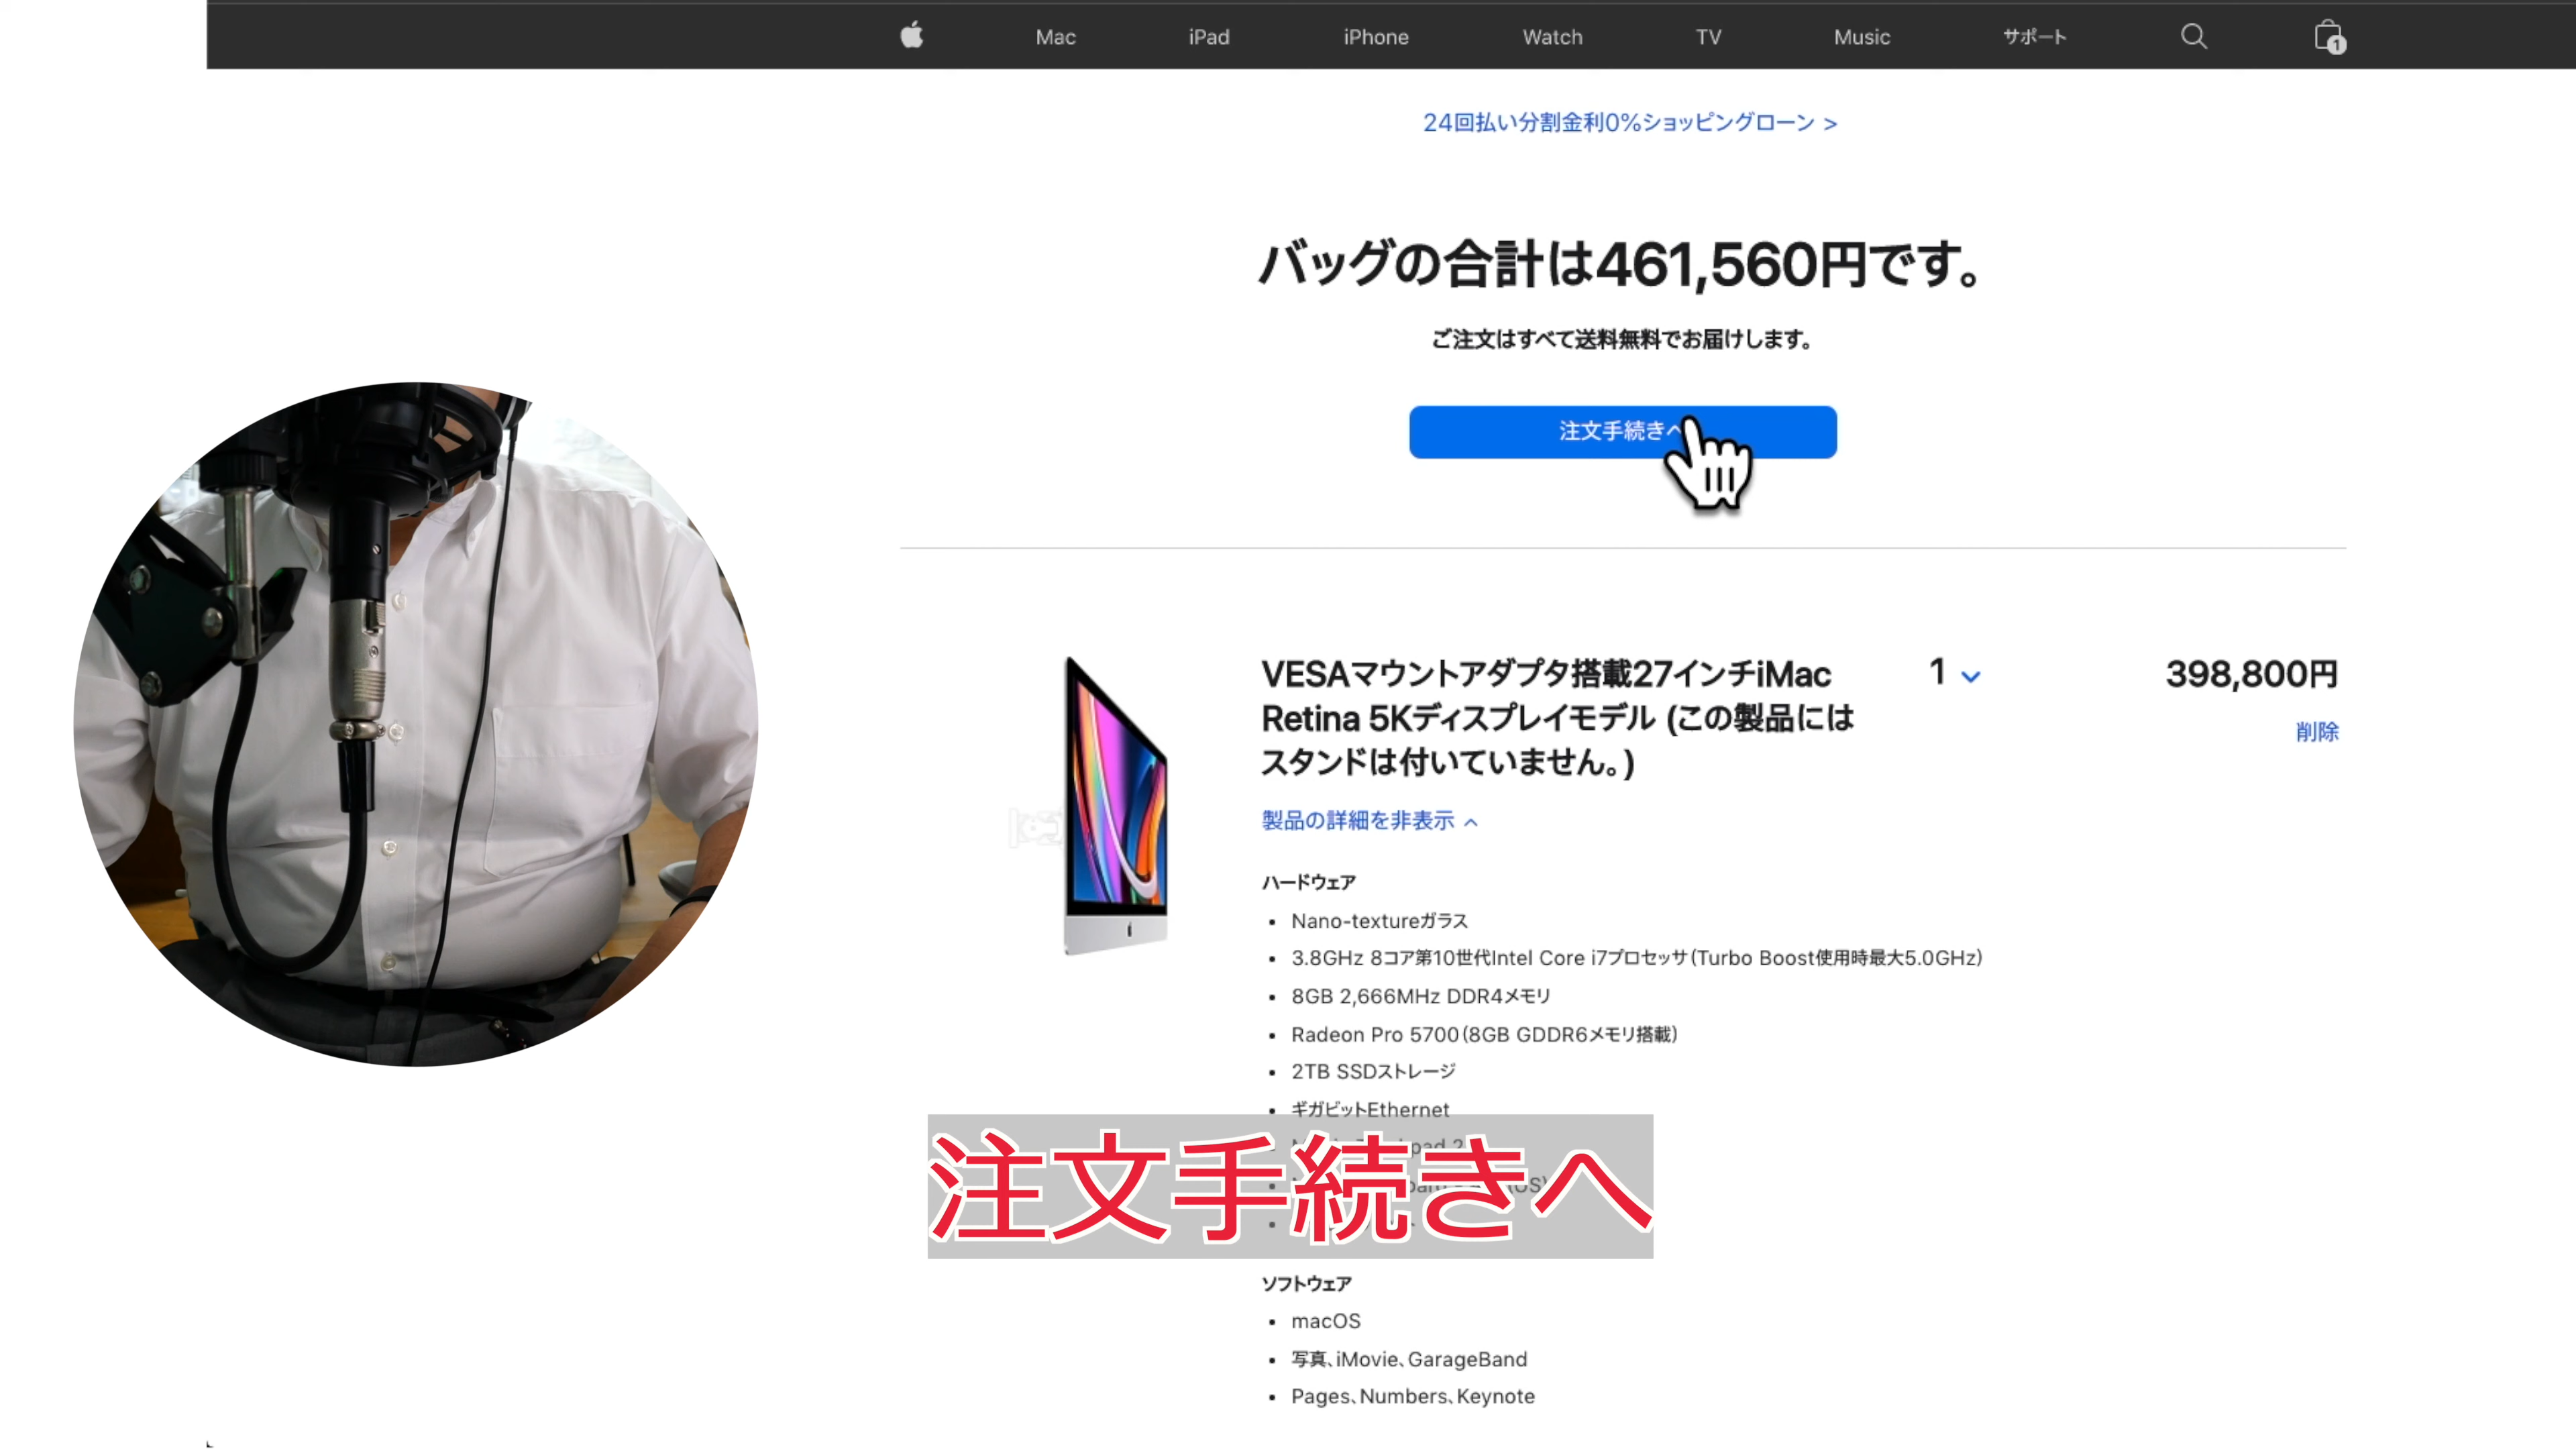 Mac iPad iPhone Watch TV Music サポート 1
24回払い分割金利0%ショッピングローン >
バッグの合計は461,560円です。
ご注文はすべて送料無料でお届けします。
注文手続きへ
VESAマウントアダプタ搭載27インチiMac 1 398,800円
Retina 5Kディスプレイモデル (この製品には
スタンドは付いていません。) 削除
製品の詳細を非表示
ハードウェア
• Nano-textureガラス
• 3.8GHz 8コア第10世代Intel Core i7プロセッサ(Turbo Boost使用時最大5.0GHz)
• 8GB 2,666MHz DDR4メモリ
• Radeon Pro 5700(8GB GDDR6メモリ搭載)
• 2TB SSDストレージ
• ギガビットEthernet
注文手続きへ
ソフトウェア
• macOS
• 写真、iMovie、GarageBand
• Pages、Numbers、Keynote